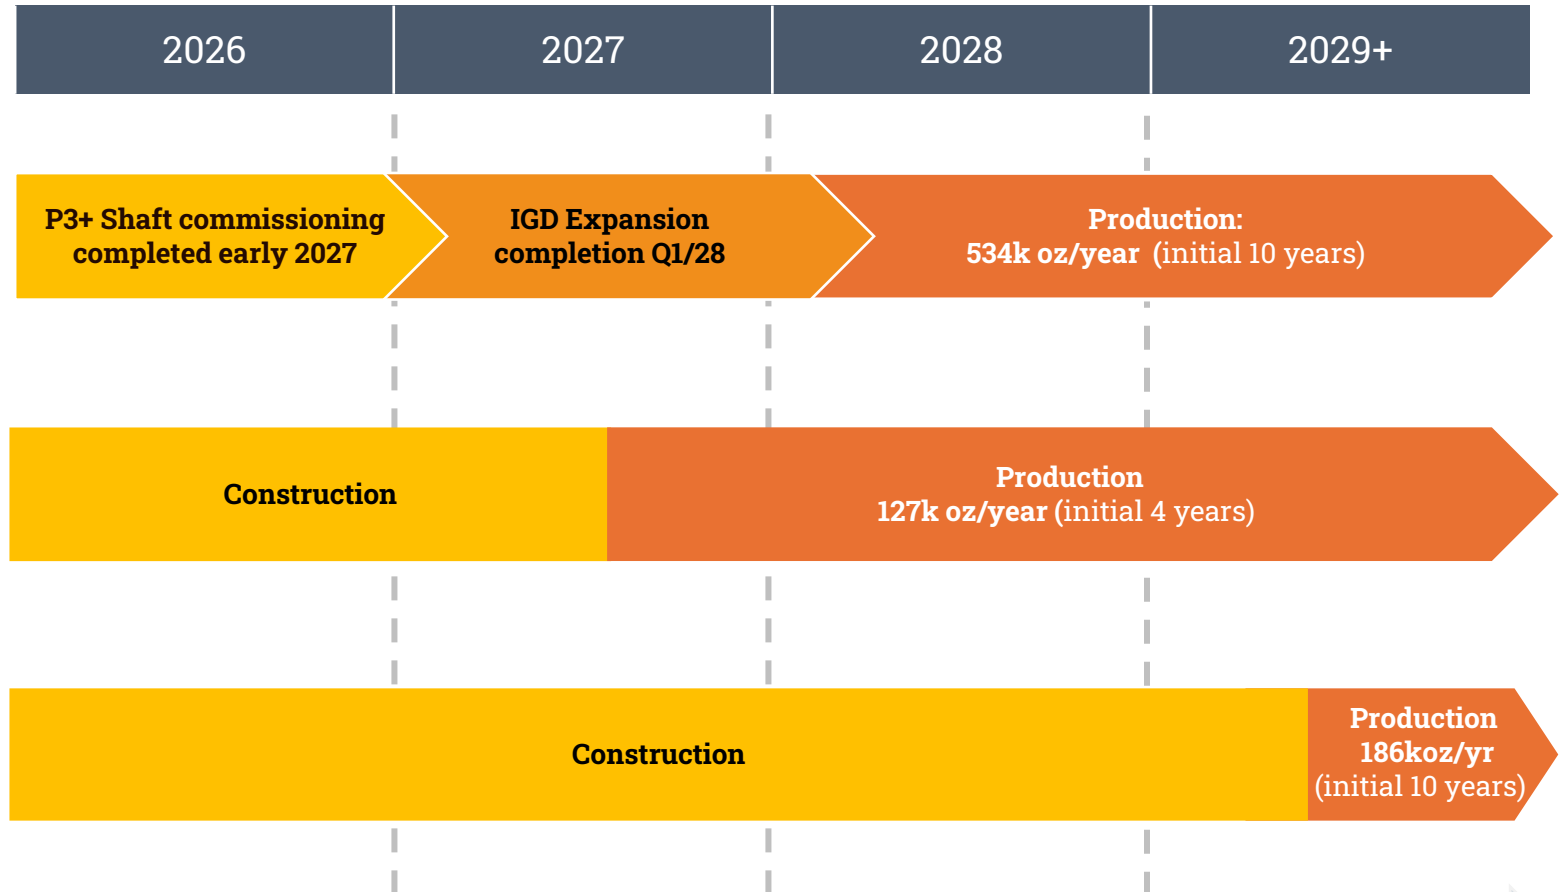 2026
2027
2028
2029+
P3+ Shaft commissioning
completed early 2027
IGD Expansion
completion Q1/28
Production:
534k oz/year (initial 10 years)
Construction
Production
127k oz/year (initial 4 years)
Construction
Production
186koz/yr
(initial 10 years)